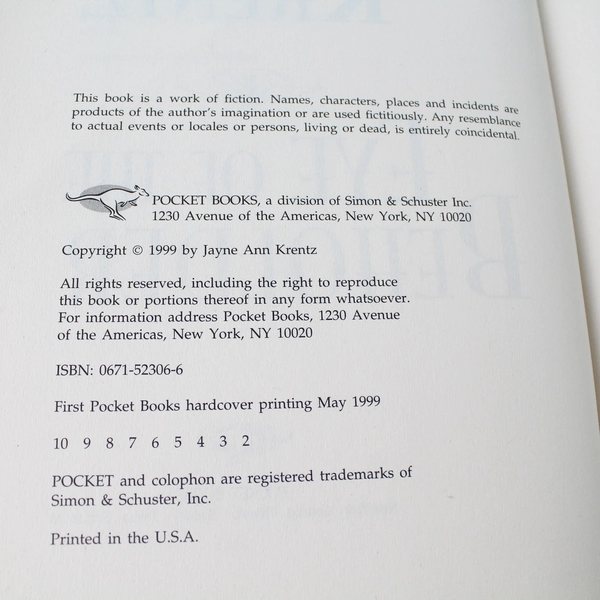 This book is a work of fiction. Names, characters, places and incidents are
products of the author's imagination or are used fictitiously. Any resemblance
to actual events or locales or persons, living or dead, is entirely coincidental.
POCKET BOOKS, a division of Simon & Schuster Inc.
1230 Avenue of the Americas, New York, NY 10020
Copyright © 1999 by Jayne Ann Krentz
All rights reserved, including the right to reproduce
this book or portions thereof in any form whatsoever.
For information address Pocket Books, 1230 Avenue
of the Americas, New York, NY 10020
ISBN: 0671-52306-6
First Pocket Books hardcover printing May 1999
10 9 8 7 6 5 4 3 2
POCKET and colophon are registered trademarks of
Simon & Schuster, Inc.
Printed in the U.S.A.